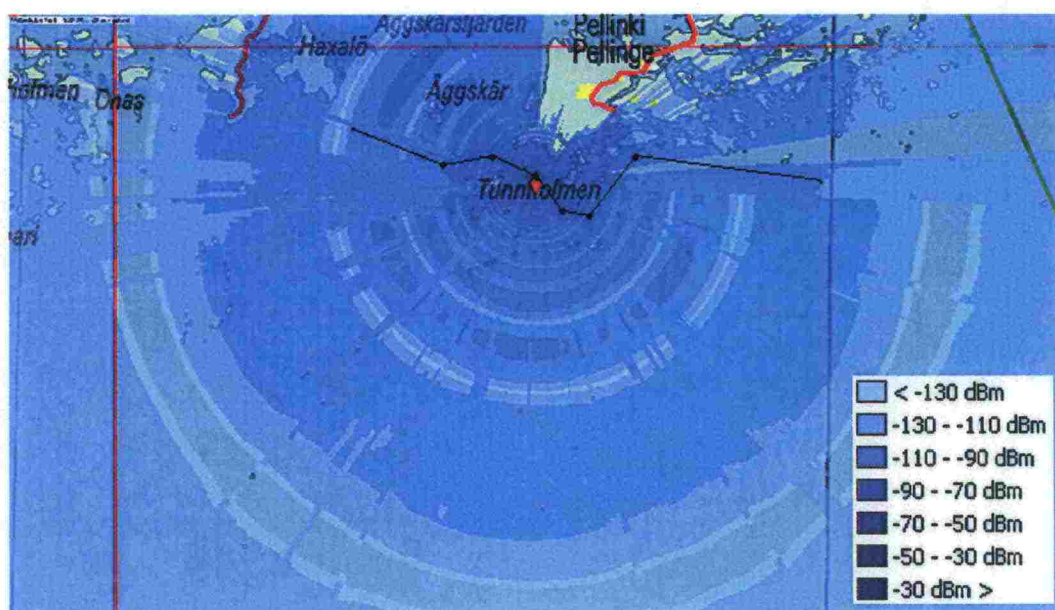 Äggskärsfjärden
Pellinki
Haxalö
Pellinge
Äggskär
Onas
Tunnholmen
< -130 dBm
-130 - -110 dBm
-110 - -90 dBm
-90 - -70 dBm
-70 - -50 dBm
-50 - -30 dBm
-30 dBm >